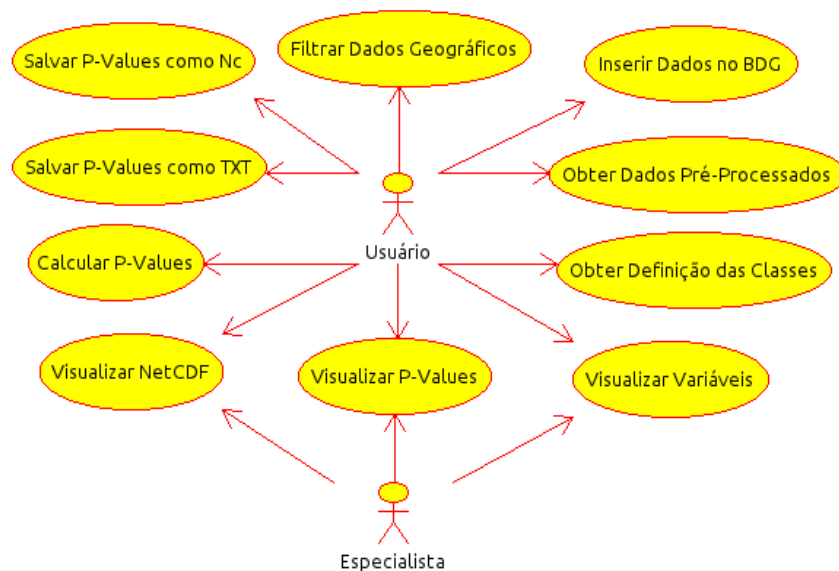 Filtrar Dados Geográficos
Salvar P-Values como Nc
Inserir Dados no BDG
Salvar P-Values como TXT
Obter Dados Pré-Processados
Usuário
Calcular P-Values
Obter Definição das Classes
Visualizar NetCDF
Visualizar P-Values
Visualizar Variáveis
Especialista